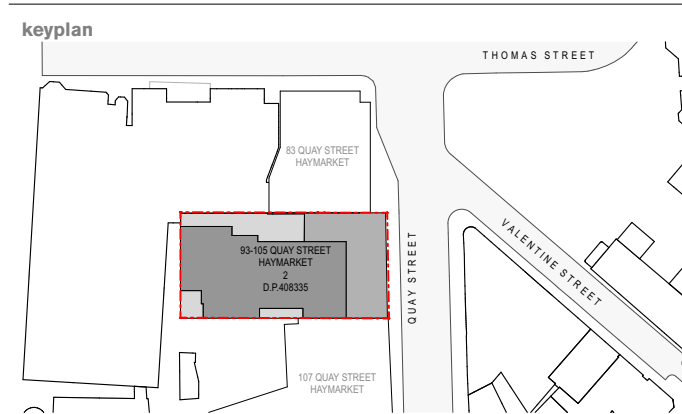 keyplan
THOMAS STREET
83 QUAY STREET
HAYMARKET
VALENTINE STREET
QUAY STREET
93-105 QUAY STREET
HAYMARKET
2
D.P.408335
107 QUAY STREET
HAYMARKET